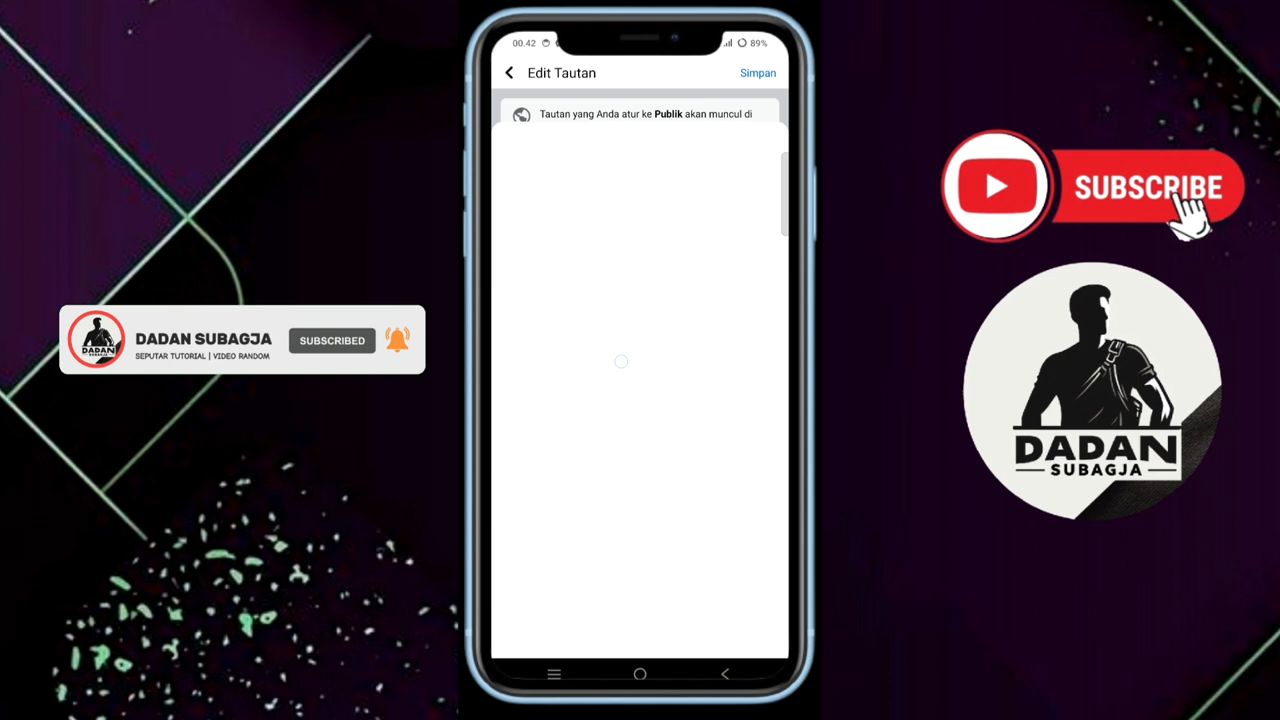 00.42
89%
Edit Tautan
Simpan
Tautan yang Anda atur ke Publik akan muncul di
SUBSCRIBE
DADAN SUBAGJA
SEPUTAR TUTORIAL | VIDEO RANDOM
SUBSCRIBED
DADAN
DADAN
SUBAGJA